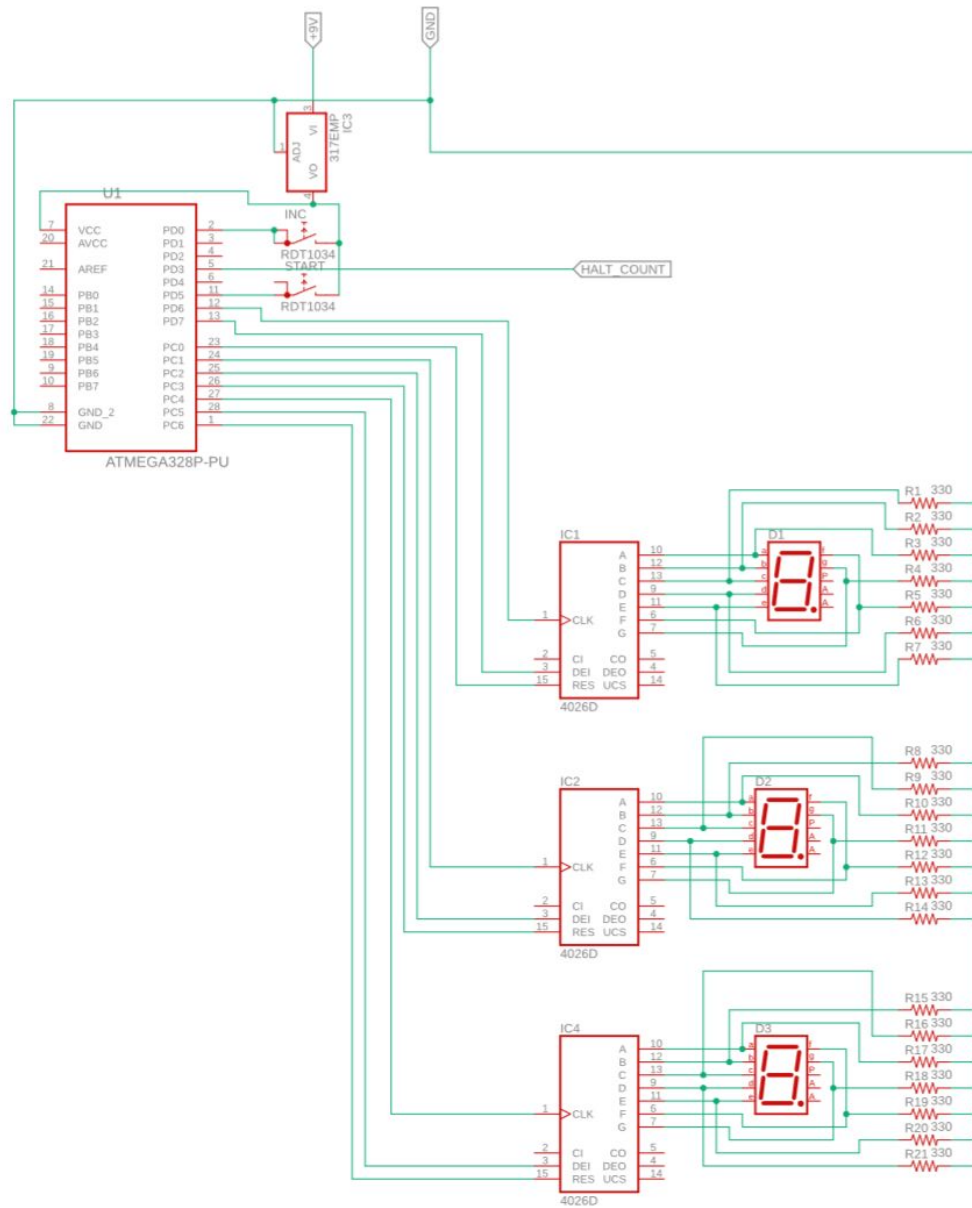 +9V
GND
3
VI
1
ADJ
VO
4
317EMP
IC3
U1
7 VCC
20 AVCC
21 AREF
14 PB0
15 PB1
16 PB2
17 PB3
18 PB4
19 PB5
9 PB6
10 PB7
8 GND_2
22 GND
PD0 2
PD1 3
PD2 4
PD3 5
PD4 6
PD5 11
PD6 12
PD7 13
PC0 23
PC1 24
PC2 25
PC3 26
PC4 27
PC5 28
PC6 1
ATMEGA328P-PU
INC
RDT1034
START
RDT1034
HALT_COUNT
IC1
1 CLK
2 CI
3 DEI
15 RES
A 10
B 12
C 13
D 9
E 11
F 6
G 7
CO 5
DEO 4
UCS 14
4026D
D1
a f
b g
c P
d A
e A
R1 330
R2 330
R3 330
R4 330
R5 330
R6 330
R7 330
IC2
1 CLK
2 CI
3 DEI
15 RES
A 10
B 12
C 13
D 9
E 11
F 6
G 7
CO 5
DEO 4
UCS 14
4026D
D2
a f
b g
c P
d A
e A
R8 330
R9 330
R10 330
R11 330
R12 330
R13 330
R14 330
IC4
1 CLK
2 CI
3 DEI
15 RES
A 10
B 12
C 13
D 9
E 11
F 6
G 7
CO 5
DEO 4
UCS 14
4026D
D3
a f
b g
c P
d A
e A
R15 330
R16 330
R17 330
R18 330
R19 330
R20 330
R21 330